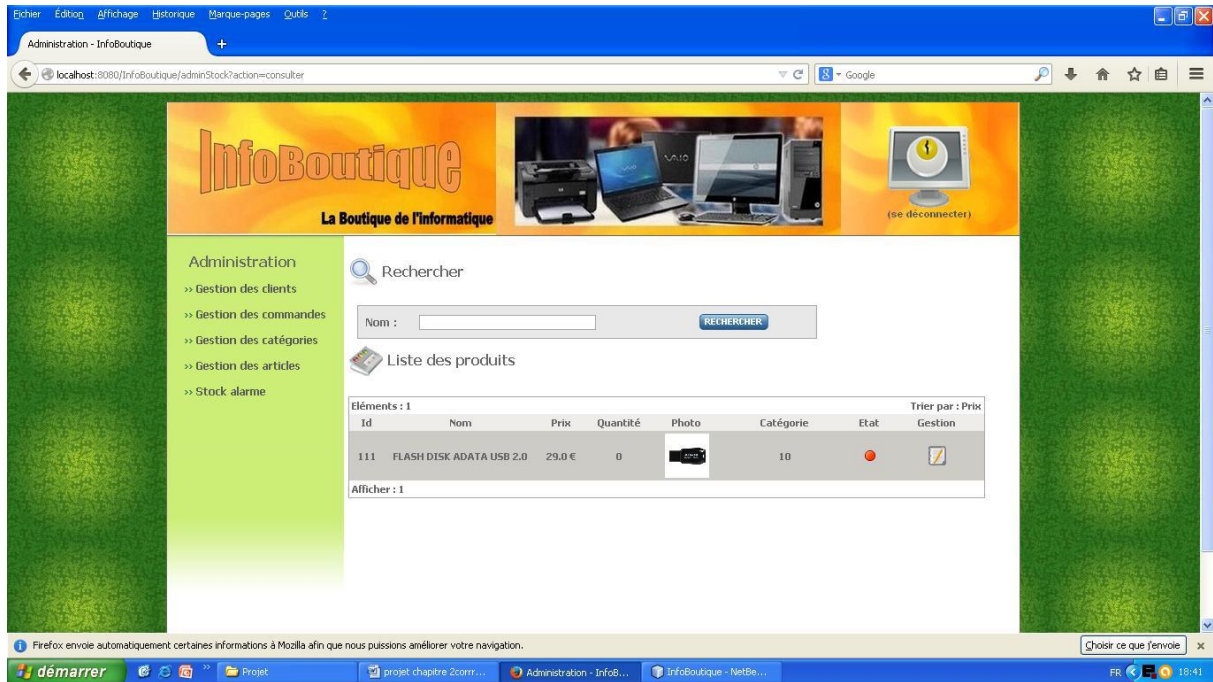 Fichier Édition Affichage Historique Marque-pages Outils ?
Administration - InfoBoutique +
localhost:8080/InfoBoutique/adminStock?action=consulter
8 Google
InfoBoutique
La Boutique de l'informatique
VAIO
(se déconnecter)
Administration
›› Gestion des clients
›› Gestion des commandes
›› Gestion des catégories
›› Gestion des articles
›› Stock alarme
Rechercher
Nom : RECHERCHER
Liste des produits
Eléments : 1 Trier par : Prix
Id Nom Prix Quantité Photo Catégorie Etat Gestion
111 FLASH DISK ADATA USB 2.0 29.0 € 0 10
Afficher : 1
Firefox envoie automatiquement certaines informations à Mozilla afin que nous puissions améliorer votre navigation. Choisir ce que j'envoie x
démarrer Projet projet chapitre 2corrr... Administration - InfoB... InfoBoutique - NetBe... FR 18:41